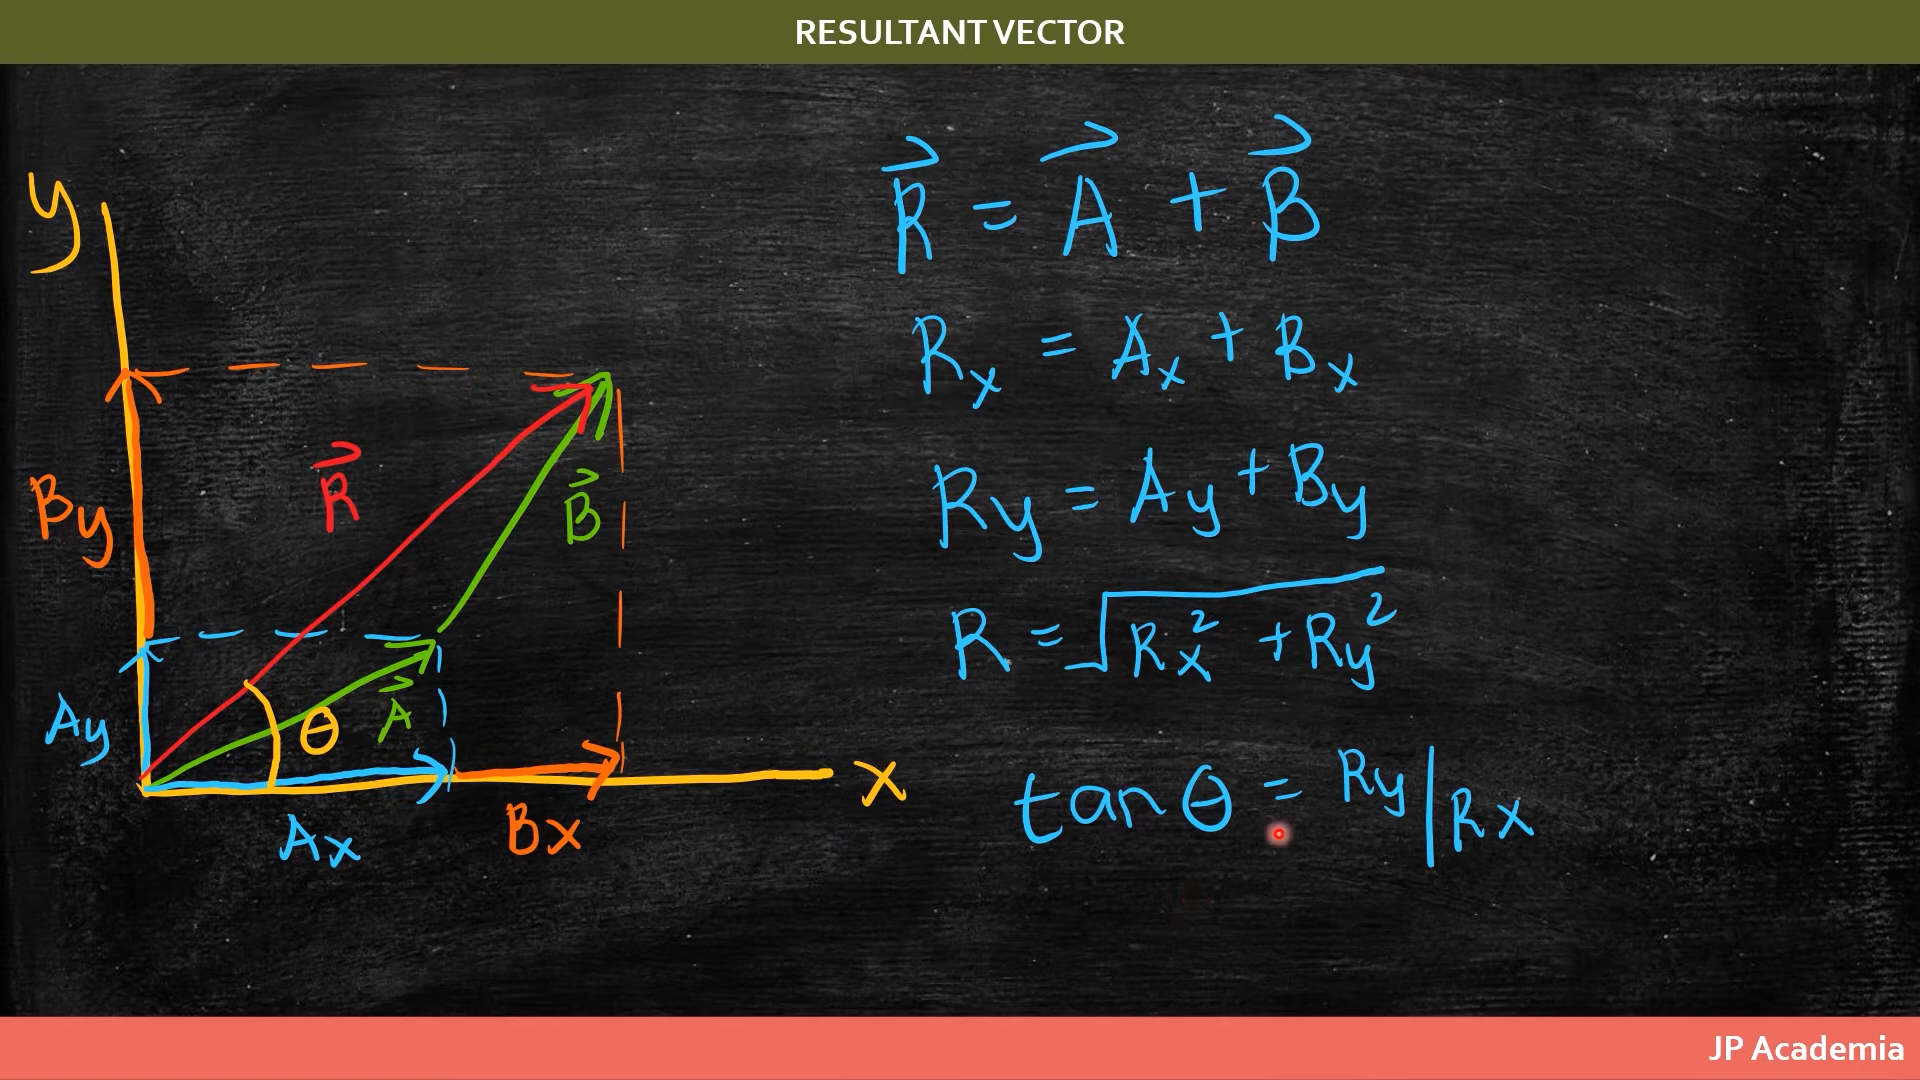 RESULTANT VECTOR
y
R⃗ = A⃗ + B⃗
Rx = Ax + Bx
Ry = Ay + By
R = √(Rx² + Ry²)
tan θ = Ry | Rx
R⃗
B⃗
By
A⃗
θ
Ay
x
Ax
Bx
JP Academia